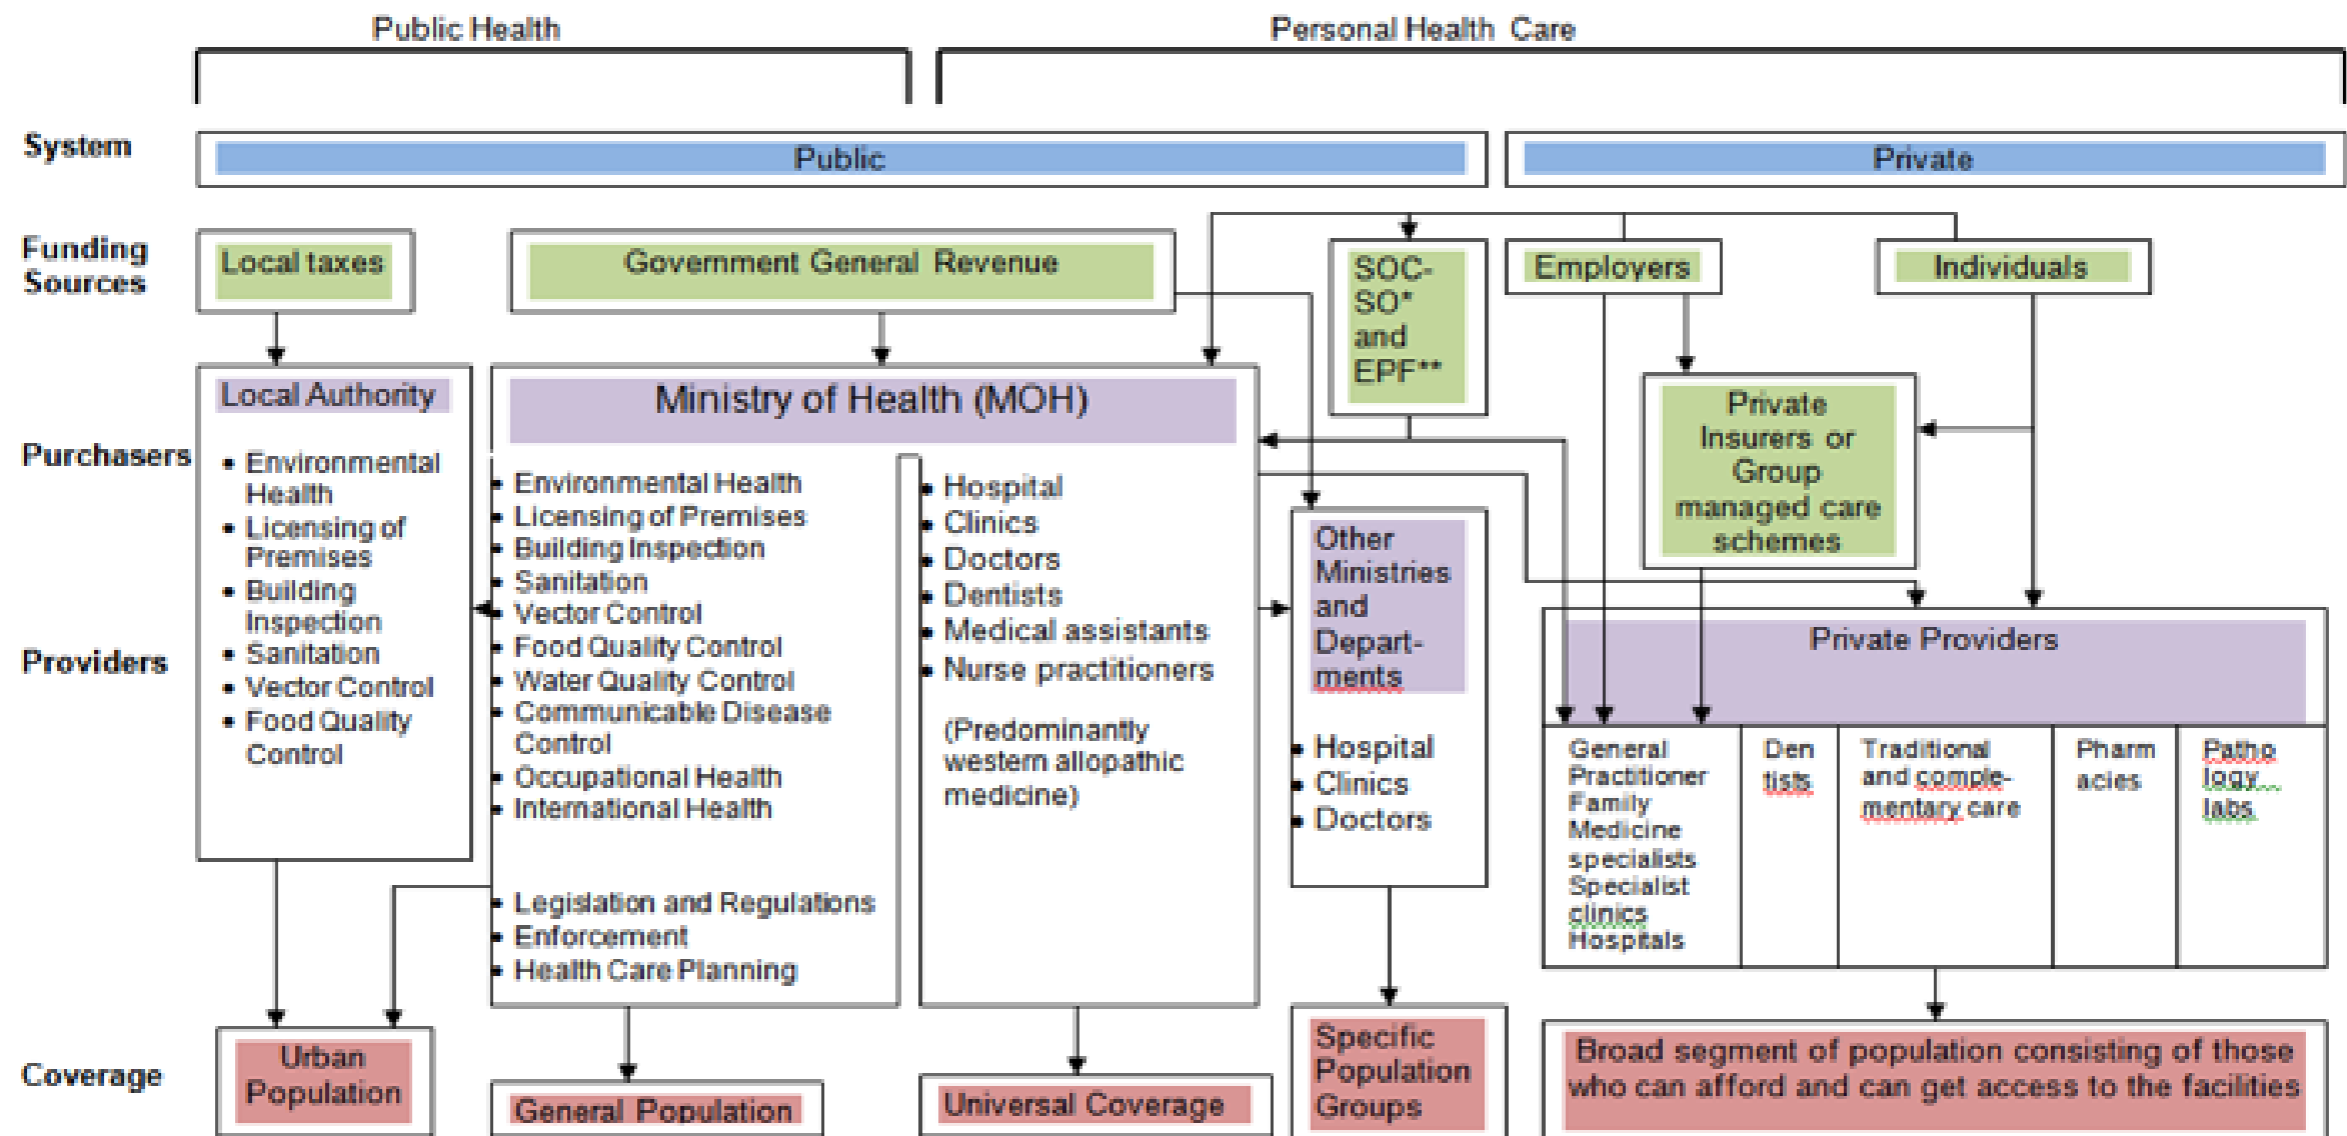 Public Health
Personal Health Care
System
Public
Private
Funding
Sources
Local taxes
Government General Revenue
SOC-
SO*
and
EPF**
Employers
Individuals
Purchasers
Providers
Local Authority
• Environmental
Health
• Licensing of
Premises
• Building
Inspection
• Sanitation
• Vector Control
• Food Quality
Control
Ministry of Health (MOH)
• Environmental Health
• Licensing of Premises
• Building Inspection
• Sanitation
• Vector Control
• Food Quality Control
• Water Quality Control
• Communicable Disease
Control
• Occupational Health
• International Health
• Legislation and Regulations
• Enforcement
• Health Care Planning
• Hospital
• Clinics
• Doctors
• Dentists
• Medical assistants
• Nurse practitioners
(Predominantly
western allopathic
medicine)
Other
Ministries
and
Depart-
ments
• Hospital
• Clinics
• Doctors
Private
Insurers or
Group
managed care
schemes
Private Providers
General
Practitioner
Family
Medicine
specialists
Specialist
clinics
Hospitals
Den
tists
Traditional
and comple-
mentary care
Pharm
acies
Patho
logy
labs
Coverage
Urban
Population
General Population
Universal Coverage
Specific
Population
Groups
Broad segment of population consisting of those
who can afford and can get access to the facilities